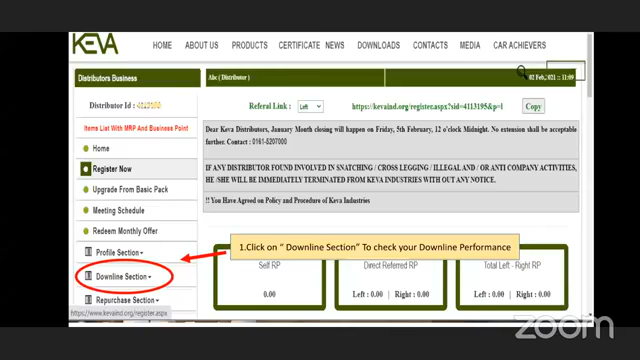 KEVA
HOME ABOUT US PRODUCTS CERTIFICATE NEWS DOWNLOADS CONTACTS MEDIA CAR ACHIEVERS
Distributors Business
Abc ( Distributor )
02 Feb, 2021 :: 11:09
Distributor Id :
Referal Link : Left https://kevaind.org/register.aspx?sid=4113195&p=l Copy
Items List With MRP And Business Point
Home
Register Now
Upgrade From Basic Pack
Meeting Schedule
Redeem Monthly Offer
Profile Section
Downline Section
Repurchase Section
Dear Keva Distributors, January Month closing will happen on Friday, 5th February, 12 o'clock Midnight. No extension shall be acceptable
further. Contact : 0161-5207000
IF ANY DISTRIBUTOR FOUND INVOLVED IN SNATCHING / CROSS LEGGING / ILLEGAL AND / OR ANTI COMPANY ACTIVITIES,
HE /SHE WILL BE IMMEDIATELY TERMINATED FROM KEVA INDUSTRIES WITH OUT ANY NOTICE.
!! You Have Agreed on Policy and Procedure of Keva Industries
1.Click on " Downline Section" To check your Downline Performance
Self RP
0.00
Direct Referred RP
Left : 0.00 | Right : 0.00
Total Left - Right RP
Left : 0.00 | Right : 0.00
https://www.kevaind.org/register.aspx
zoom